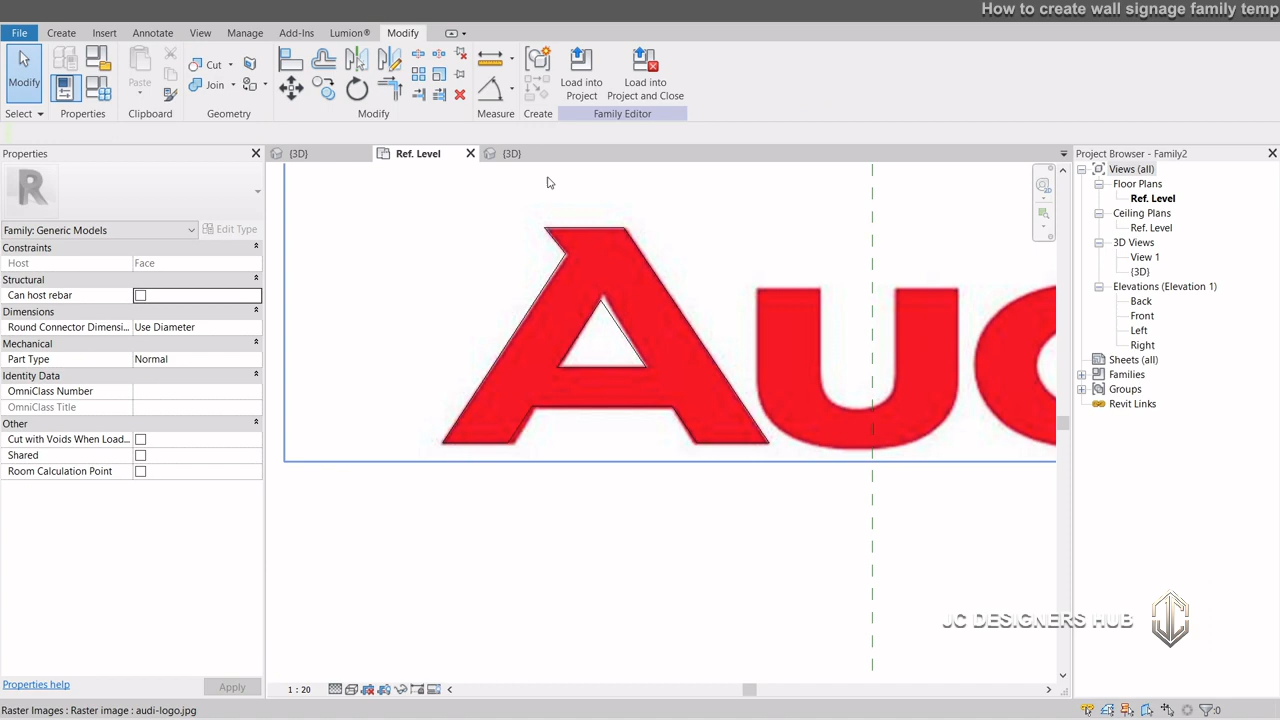 How to create wall signage family temp
File Create Insert Annotate View Manage Add-Ins Lumion® Modify
Modify
Paste
Cut
Join
Load into Project
Load into Project and Close
Select Properties Clipboard Geometry Modify Measure Create Family Editor
Properties
{3D} Ref. Level {3D}
Project Browser - Family2
Family: Generic Models Edit Type
Constraints
Host Face
Structural
Can host rebar
Dimensions
Round Connector Dimensi... Use Diameter
Mechanical
Part Type Normal
Identity Data
OmniClass Number
OmniClass Title
Other
Cut with Voids When Load...
Shared
Room Calculation Point
Properties help Apply
Au
Views (all)
Floor Plans
Ref. Level
Ceiling Plans
Ref. Level
3D Views
View 1
{3D}
Elevations (Elevation 1)
Back
Front
Left
Right
Sheets (all)
Families
Groups
Revit Links
JC DESIGNERS HUB
1 : 20
Raster Images : Raster image : audi-logo.jpg
:0